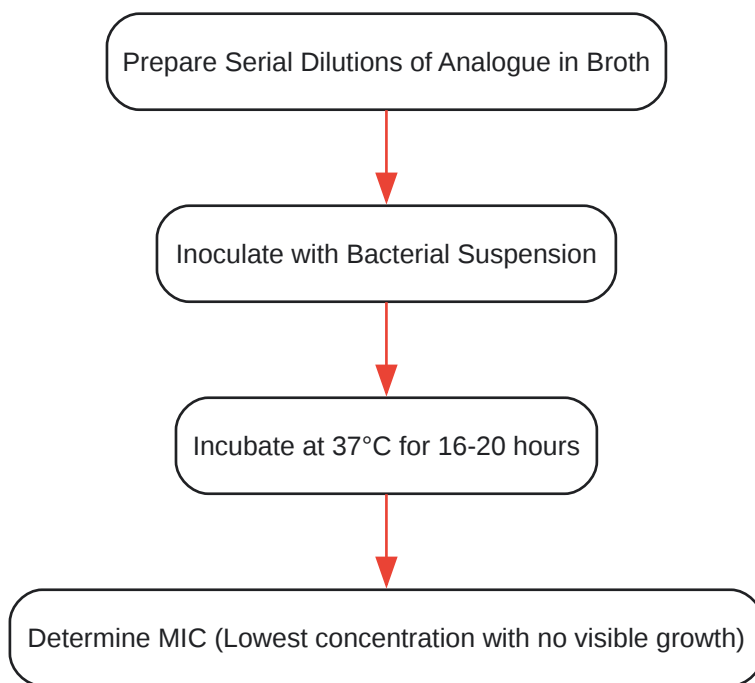 Prepare Serial Dilutions of Analogue in Broth
Inoculate with Bacterial Suspension
Incubate at 37°C for 16-20 hours
Determine MIC (Lowest concentration with no visible growth)